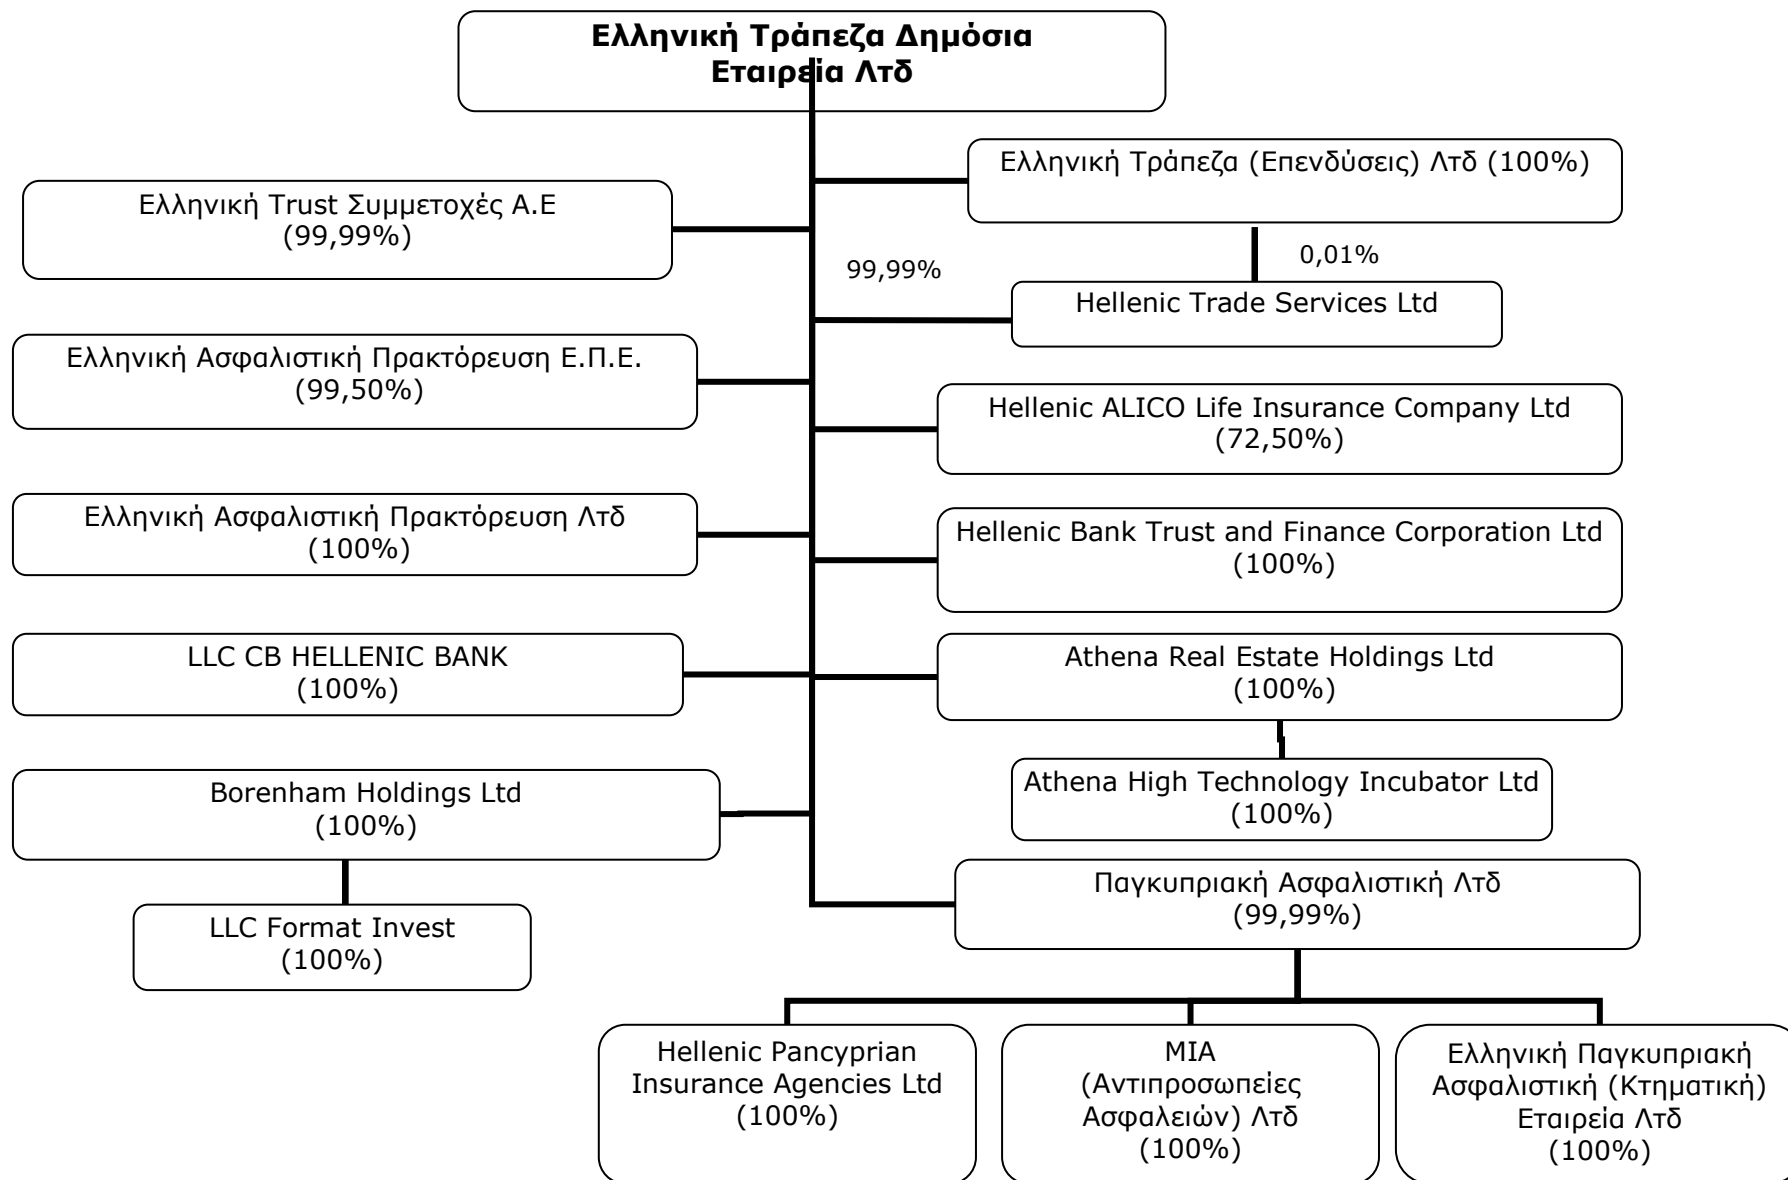 Ελληνική Τράπεζα Δημόσια
Εταιρεία Λτδ
Ελληνική Τράπεζα (Επενδύσεις) Λτδ (100%)
Ελληνική Trust Συμμετοχές Α.Ε
(99,99%)
0,01%
99,99%
Hellenic Trade Services Ltd
Ελληνική Ασφαλιστική Πρακτόρευση Ε.Π.Ε.
(99,50%)
Hellenic ALICO Life Insurance Company Ltd
(72,50%)
Ελληνική Ασφαλιστική Πρακτόρευση Λτδ
(100%)
Hellenic Bank Trust and Finance Corporation Ltd
(100%)
LLC CB HELLENIC BANK
(100%)
Athena Real Estate Holdings Ltd
(100%)
Borenham Holdings Ltd
(100%)
Athena High Technology Incubator Ltd
(100%)
Παγκυπριακή Ασφαλιστική Λτδ
(99,99%)
LLC Format Invest
(100%)
Hellenic Pancyprian
Insurance Agencies Ltd
(100%)
ΜΙΑ
(Αντιπροσωπείες
Ασφαλειών) Λτδ
(100%)
Ελληνική Παγκυπριακή
Ασφαλιστική (Κτηματική)
Εταιρεία Λτδ
(100%)